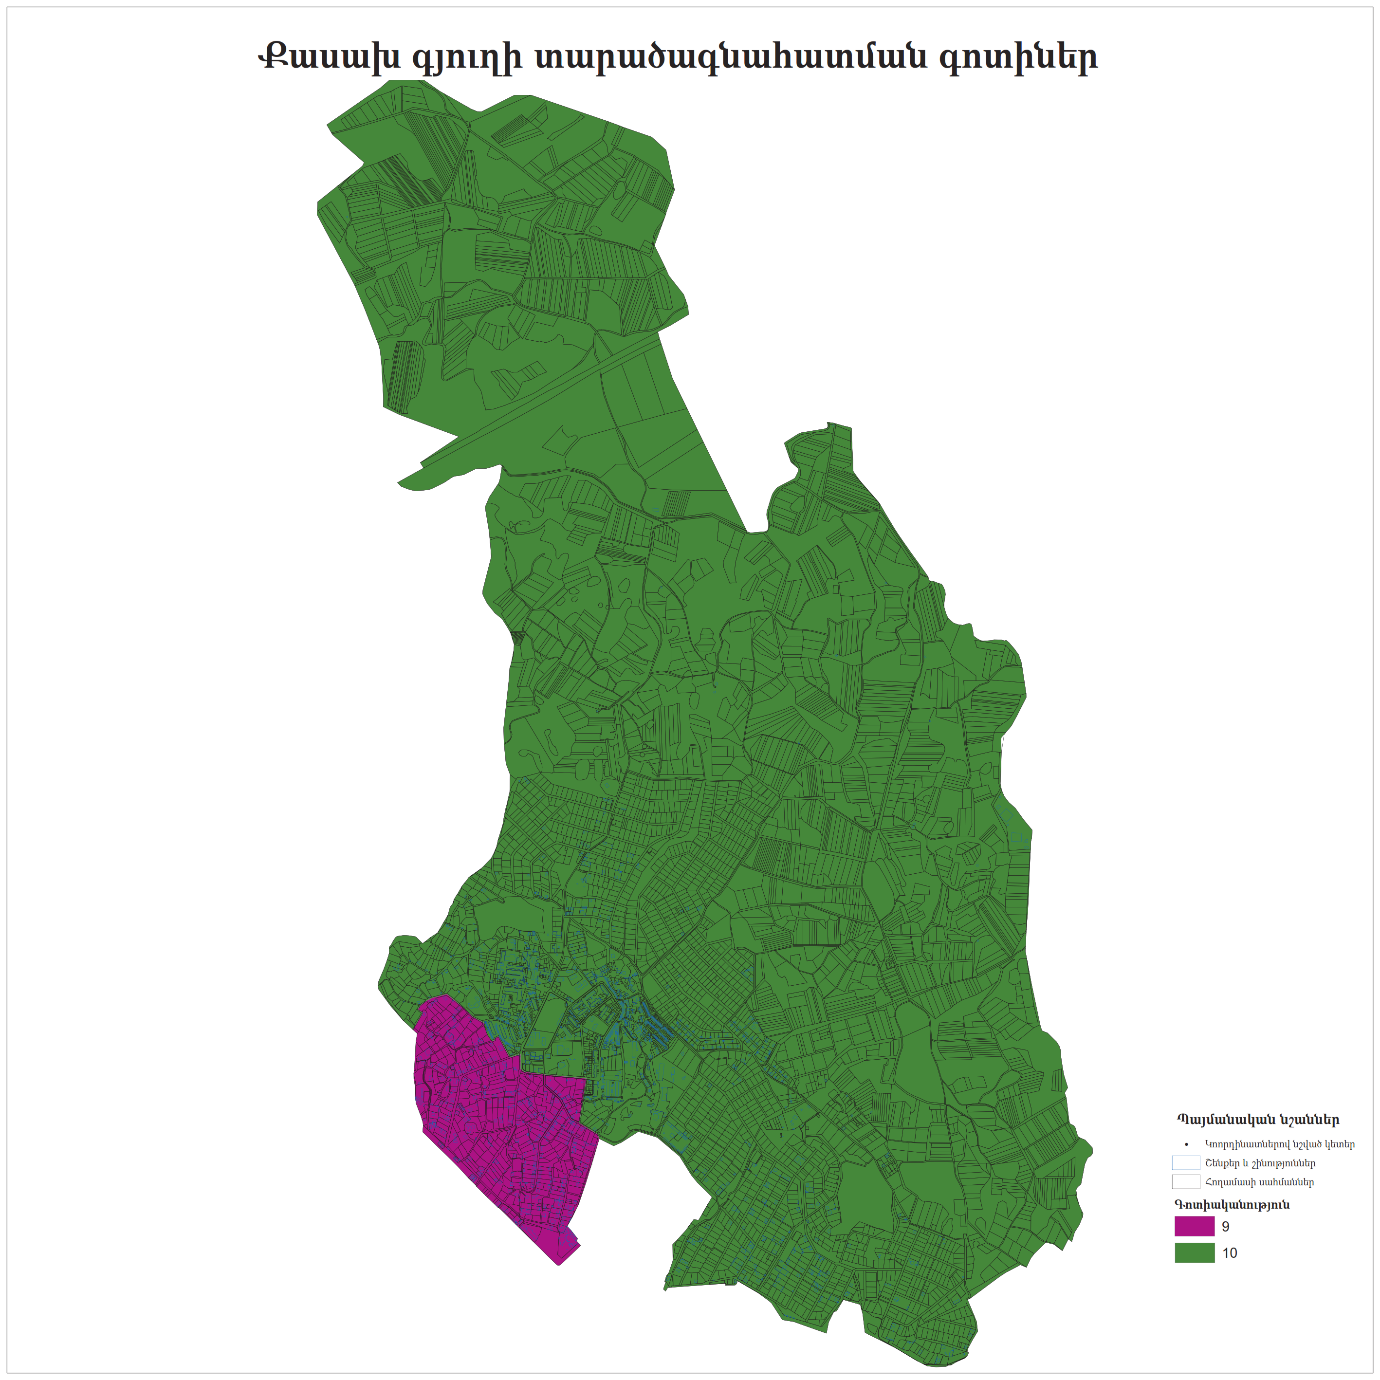 Քասախ գյուղի տարածագնահատման գոտիներ
Պայմանական նշաններ
Կոորդինատներով նշված կետեր
Շենքեր և շինություններ
Հողամասի սահմաններ
Գոտիականություն
9
10